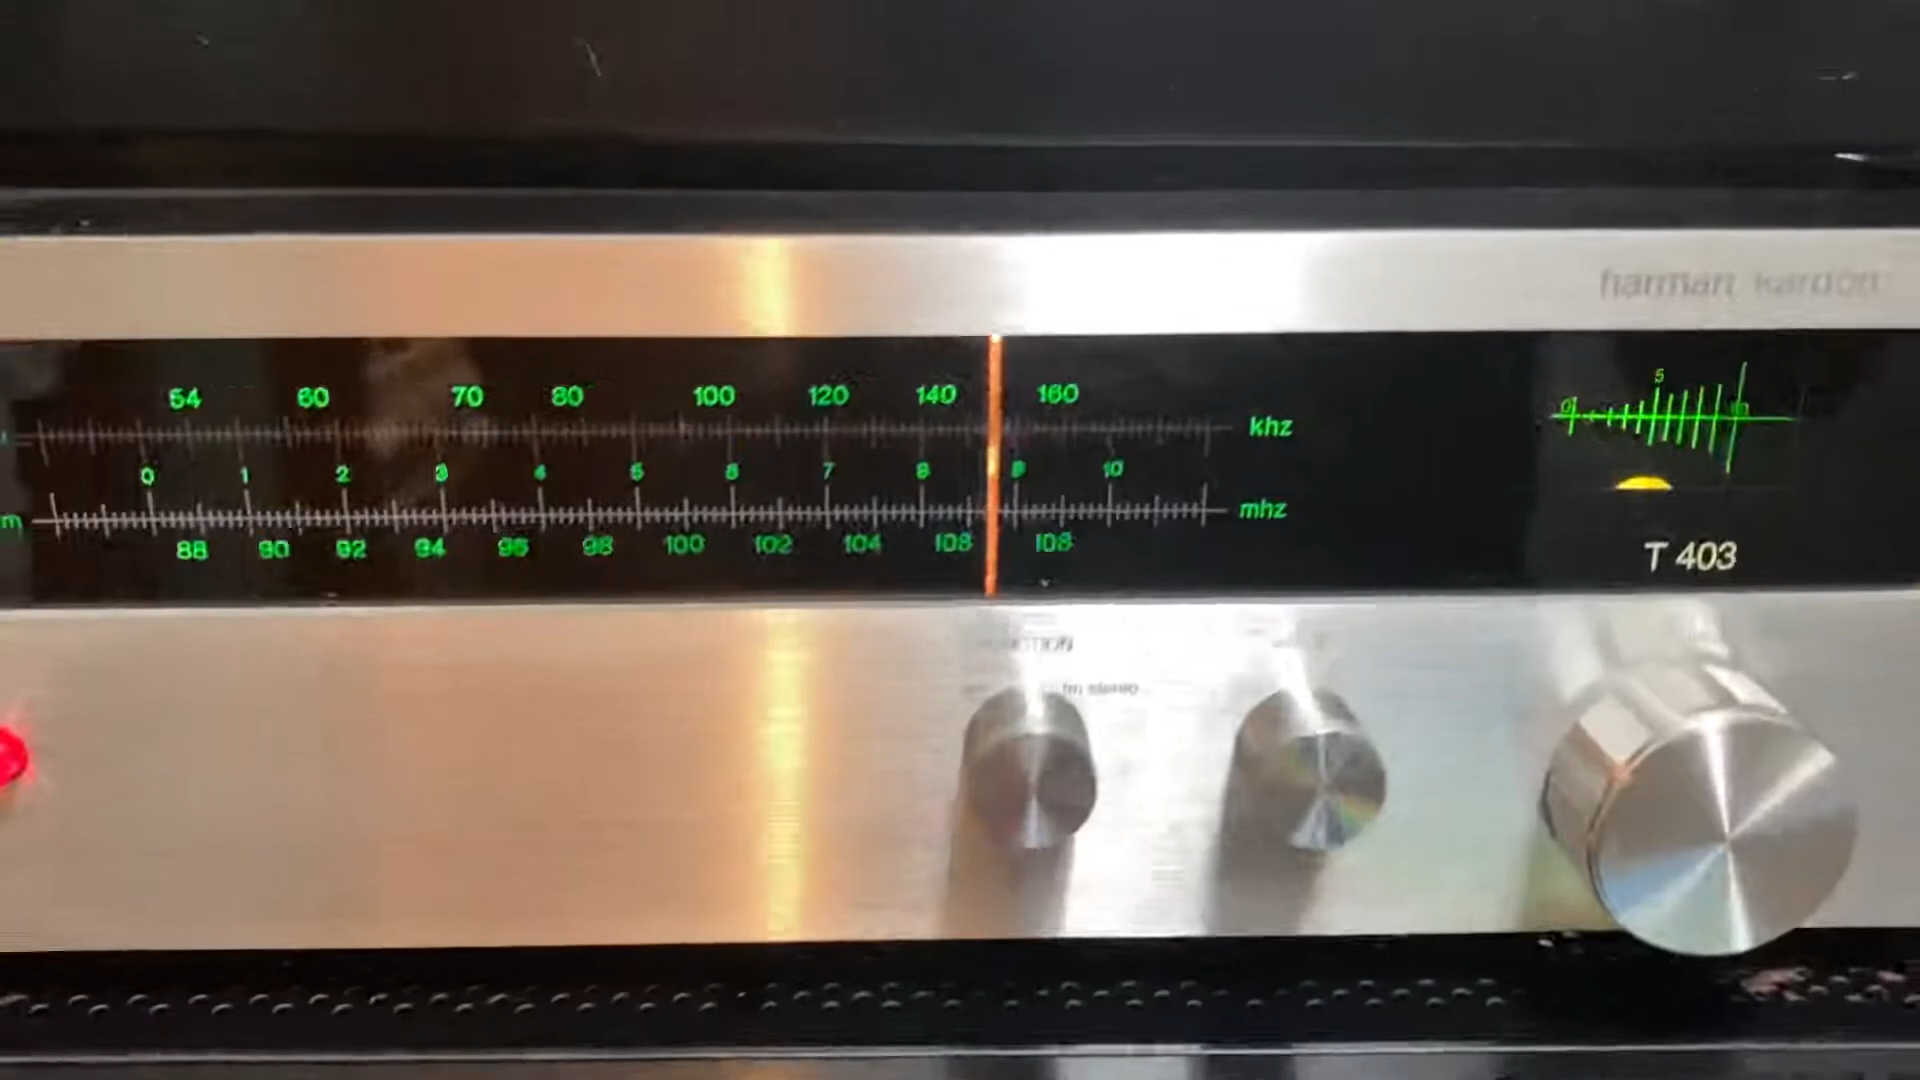 harman kardon
54 60 70 80 100 120 140 160
khz
0 1 2 3 4 5 6 7 8 9 10
m mhz
88 90 92 94 96 98 100 102 104 106 108
0 5 10
T 403
fm stereo